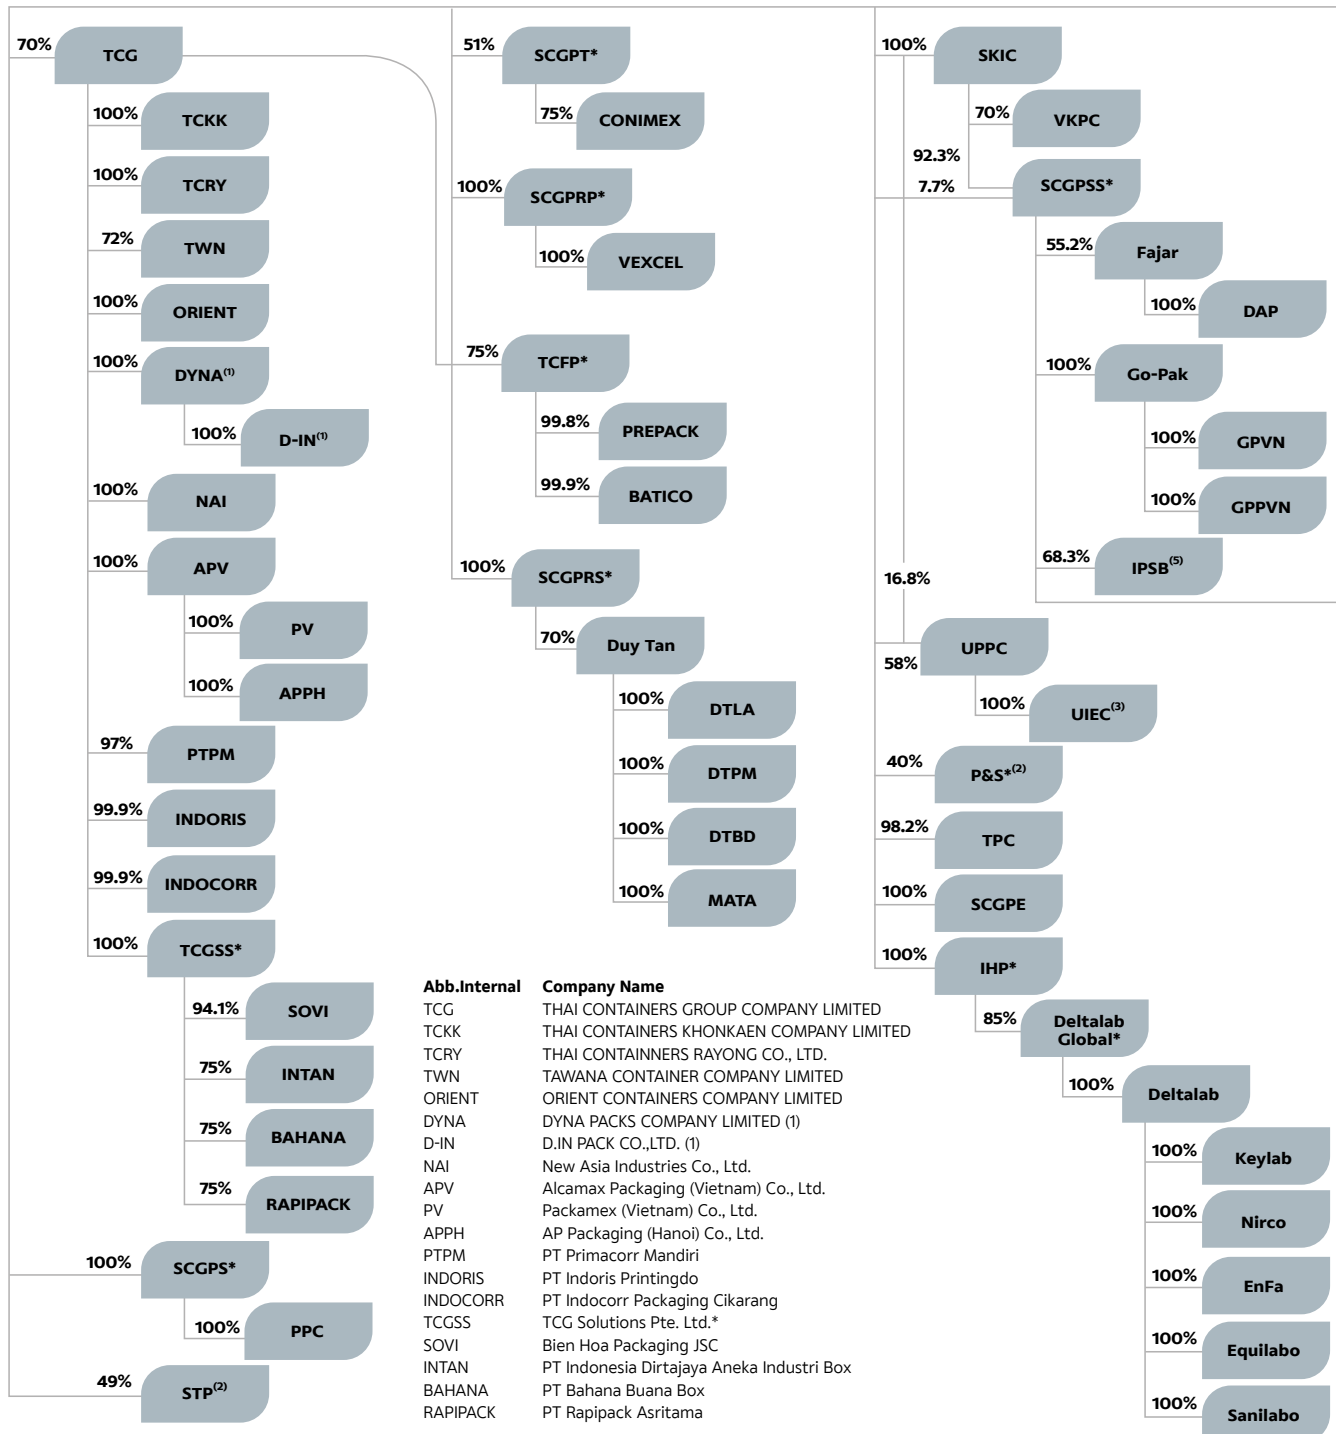 70%
TCG
100%
TCKK
100%
TCRY
72%
TWN
100%
ORIENT
100%
DYNA(1)
100%
D-IN(1)
100%
NAI
100%
APV
100%
PV
100%
APPH
97%
PTPM
99.9%
INDORIS
99.9%
INDOCORR
100%
TCGSS*
94.1%
SOVI
75%
INTAN
75%
BAHANA
75%
RAPIPACK
100%
SCGPS*
100%
PPC
49%
STP(2)
51%
SCGPT*
75%
CONIMEX
100%
SCGPRP*
100%
VEXCEL
75%
TCFP*
99.8%
PREPACK
99.9%
BATICO
100%
SCGPRS*
70%
Duy Tan
100%
DTLA
100%
DTPM
100%
DTBD
100%
MATA
100%
SKIC
70%
VKPC
92.3%
7.7%
SCGPSS*
55.2%
Fajar
100%
DAP
100%
Go-Pak
100%
GPVN
100%
GPPVN
68.3%
IPSB(5)
16.8%
58%
UPPC
100%
UIEC(3)
40%
P&S*(2)
98.2%
TPC
100%
SCGPE
100%
IHP*
85%
Deltalab
Global*
100%
Deltalab
100%
Keylab
100%
Nirco
100%
EnFa
100%
Equilabo
100%
Sanilabo
Abb.Internal Company Name
TCG THAI CONTAINERS GROUP COMPANY LIMITED
TCKK THAI CONTAINERS KHONKAEN COMPANY LIMITED
TCRY THAI CONTAINNERS RAYONG CO., LTD.
TWN TAWANA CONTAINER COMPANY LIMITED
ORIENT ORIENT CONTAINERS COMPANY LIMITED
DYNA DYNA PACKS COMPANY LIMITED (1)
D-IN D.IN PACK CO.,LTD. (1)
NAI New Asia Industries Co., Ltd.
APV Alcamax Packaging (Vietnam) Co., Ltd.
PV Packamex (Vietnam) Co., Ltd.
APPH AP Packaging (Hanoi) Co., Ltd.
PTPM PT Primacorr Mandiri
INDORIS PT Indoris Printingdo
INDOCORR PT Indocorr Packaging Cikarang
TCGSS TCG Solutions Pte. Ltd.*
SOVI Bien Hoa Packaging JSC
INTAN PT Indonesia Dirtajaya Aneka Industri Box
BAHANA PT Bahana Buana Box
RAPIPACK PT Rapipack Asritama